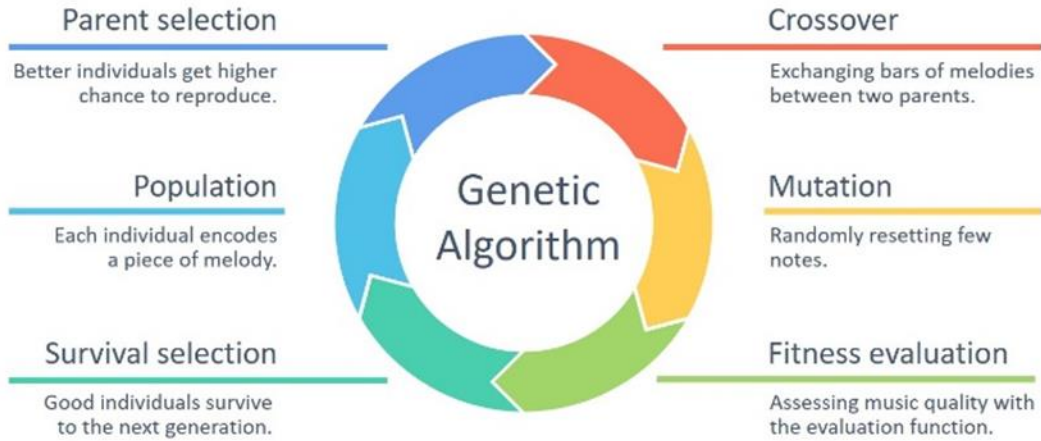 Parent selection
Better individuals get higher
chance to reproduce.
Population
Each individual encodes
a piece of melody.
Survival selection
Good individuals survive
to the next generation.
Genetic
Algorithm
Crossover
Exchanging bars of melodies
between two parents.
Mutation
Randomly resetting few
notes.
Fitness evaluation
Assessing music quality with
the evaluation function.